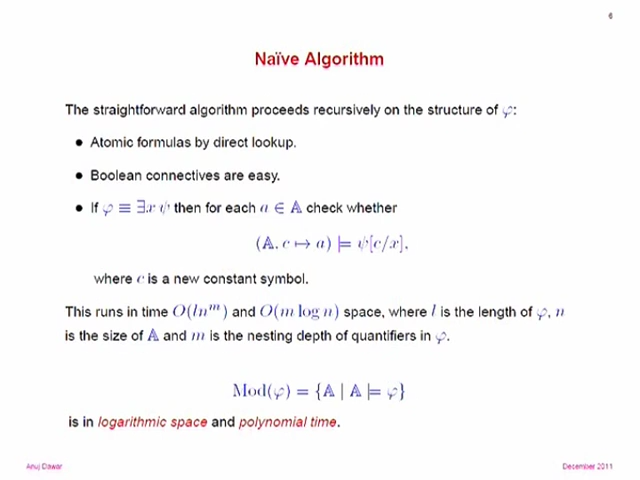 6
Naïve Algorithm
The straightforward algorithm proceeds recursively on the structure of φ:
• Atomic formulas by direct lookup.
• Boolean connectives are easy.
• If φ ≡ ∃x ψ then for each a ∈ 𝔸 check whether
(𝔸, c ↦ a) ⊨ ψ[c/x],
where c is a new constant symbol.
This runs in time O(lnᵐ) and O(m log n) space, where l is the length of φ, n
is the size of 𝔸 and m is the nesting depth of quantifiers in φ.
Mod(φ) = {𝔸 | 𝔸 ⊨ φ}
is in logarithmic space and polynomial time.
Anuj Dawar
December 2011